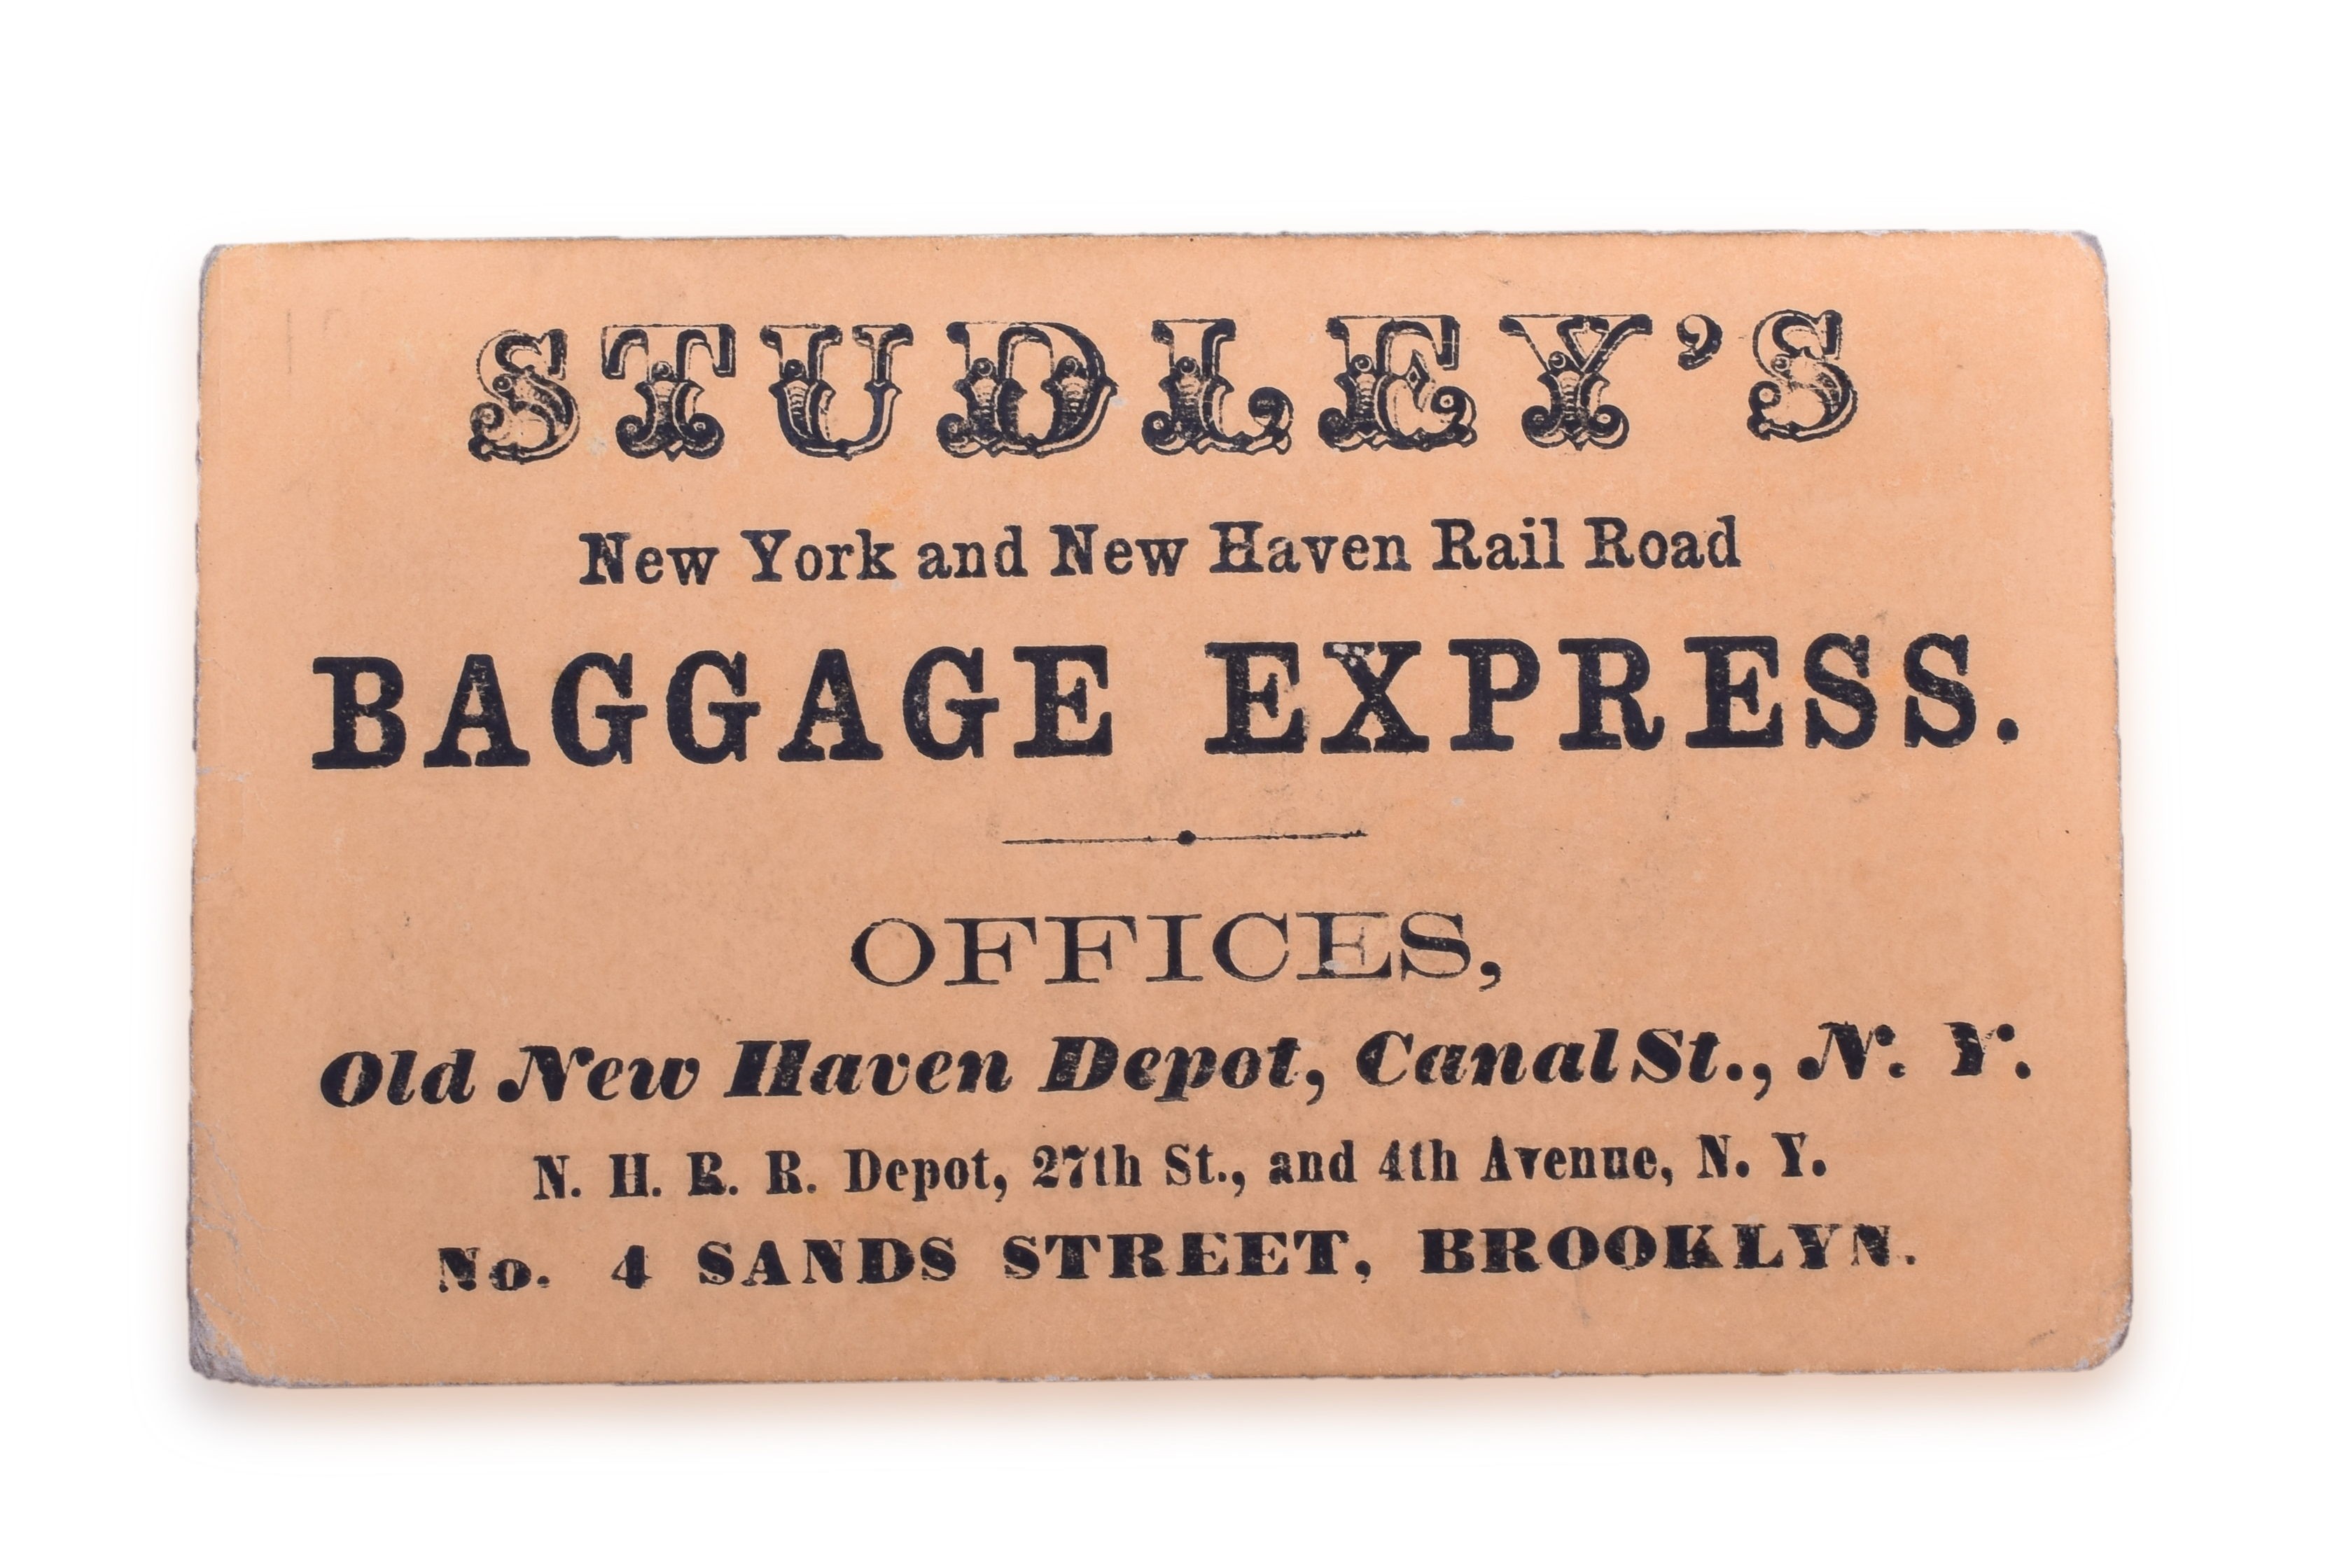 STUDLEY'S
New York and New Haven Rail Road
BAGGAGE EXPRESS.
OFFICES,
Old New Haven Depot, Canal St., N. Y.
N. H. R. R. Depot, 27th St., and 4th Avenue, N. Y.
No. 4 SANDS STREET, BROOKLYN.